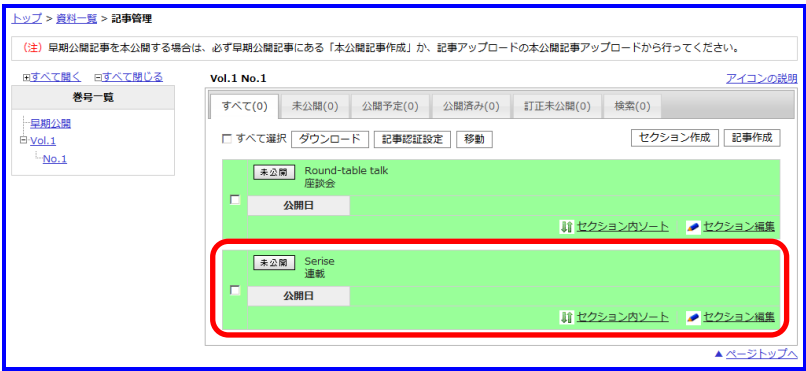 トップ > 資料一覧 > 記事管理
（注）早期公開記事を本公開する場合は、必ず早期公開記事にある「本公開記事作成」か、記事アップロードの本公開記事アップロードから行ってください。
すべて開く すべて閉じる
巻号一覧
早期公開
Vol.1
No.1
Vol.1 No.1 アイコンの説明
すべて(0) 未公開(0) 公開予定(0) 公開済み(0) 訂正未公開(0) 検索(0)
すべて選択 ダウンロード 記事認証設定 移動 セクション作成 記事作成
未公開 Round-table talk
座談会
公開日
セクション内ソート セクション編集
未公開 Serise
連載
公開日
セクション内ソート セクション編集
▲ ページトップへ